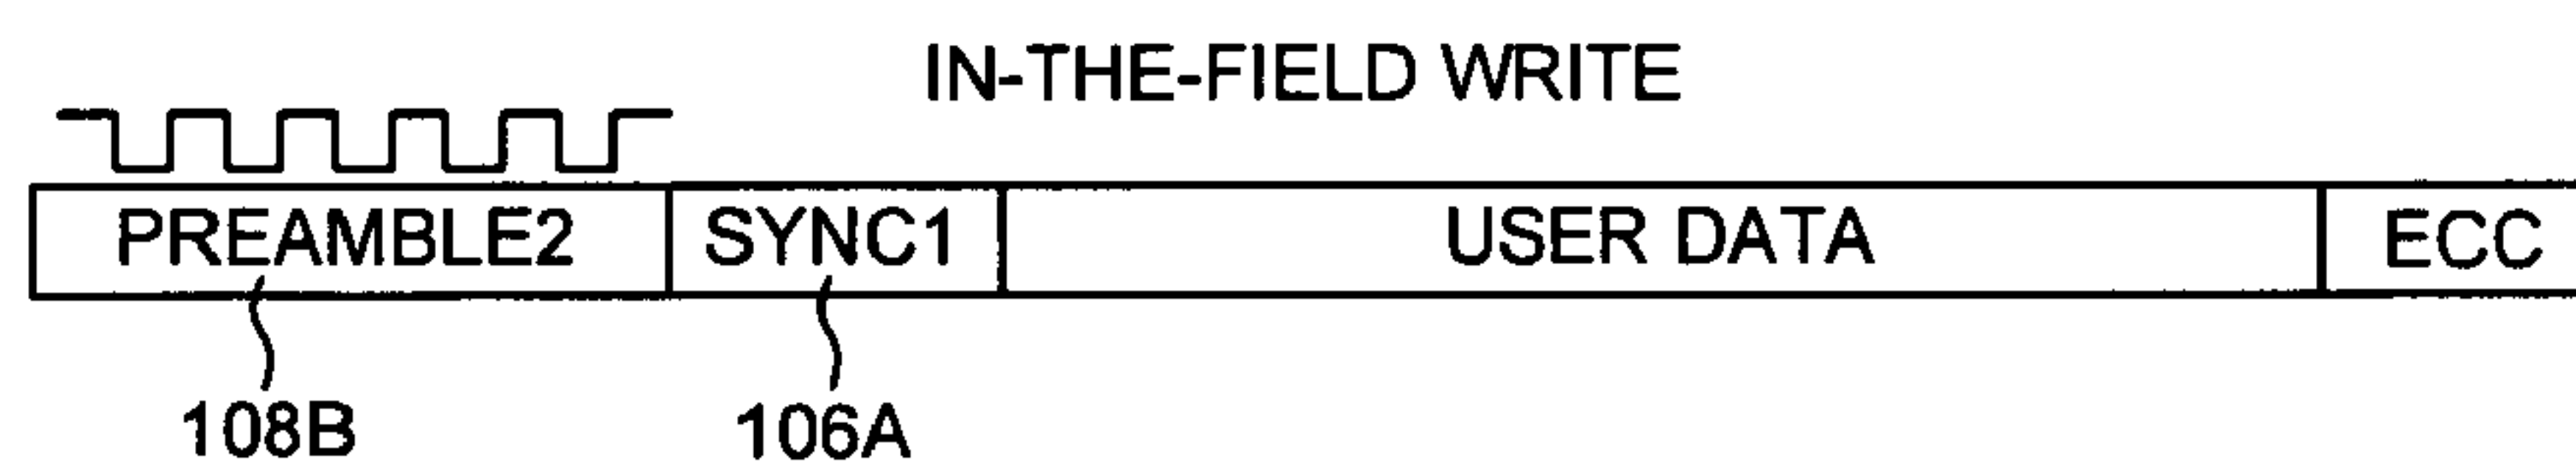 IN-THE-FIELD WRITE
PREAMBLE2 SYNC1 USER DATA ECC
108B 106A